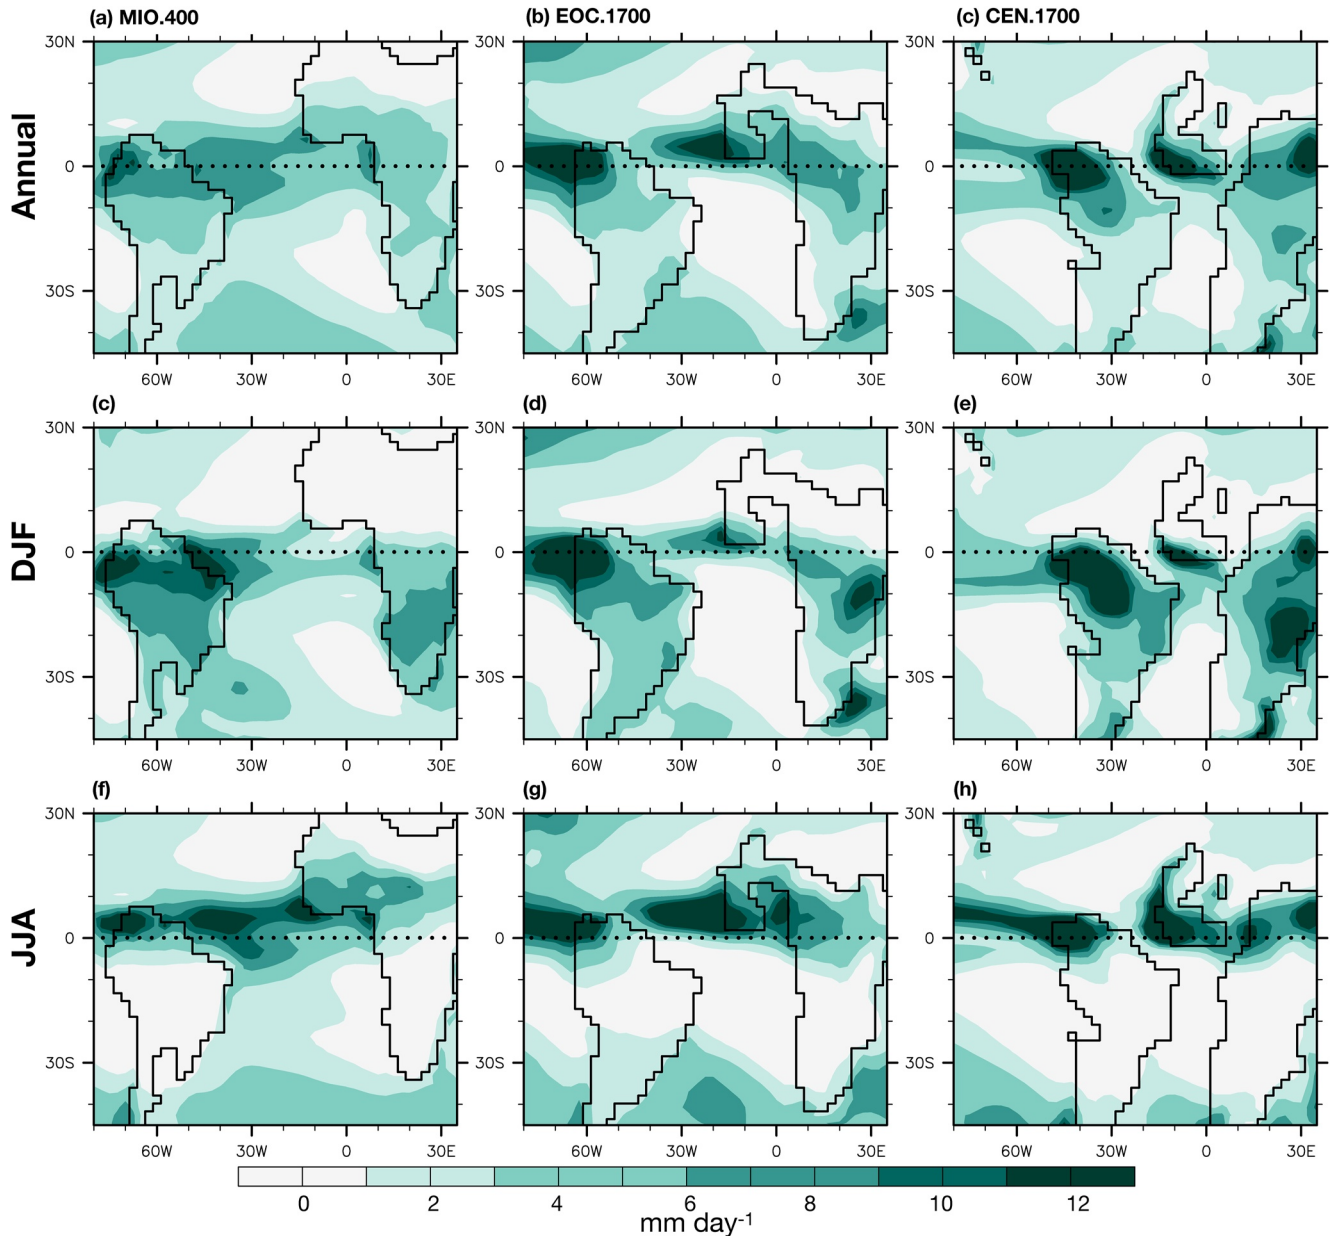 (a) MIO.400 (b) EOC.1700 (c) CEN.1700
Annual
30N 30N 30N
0 0 0
30S 30S 30S
60W 30W 0 30E 60W 30W 0 30E 60W 30W 0 30E
(c) (d) (e)
DJF
30N 30N 30N
0 0 0
30S 30S 30S
60W 30W 0 30E 60W 30W 0 30E 60W 30W 0 30E
(f) (g) (h)
JJA
30N 30N 30N
0 0 0
30S 30S 30S
60W 30W 0 30E 60W 30W 0 30E 60W 30W 0 30E
0 2 4 6 8 10 12
mm day-1